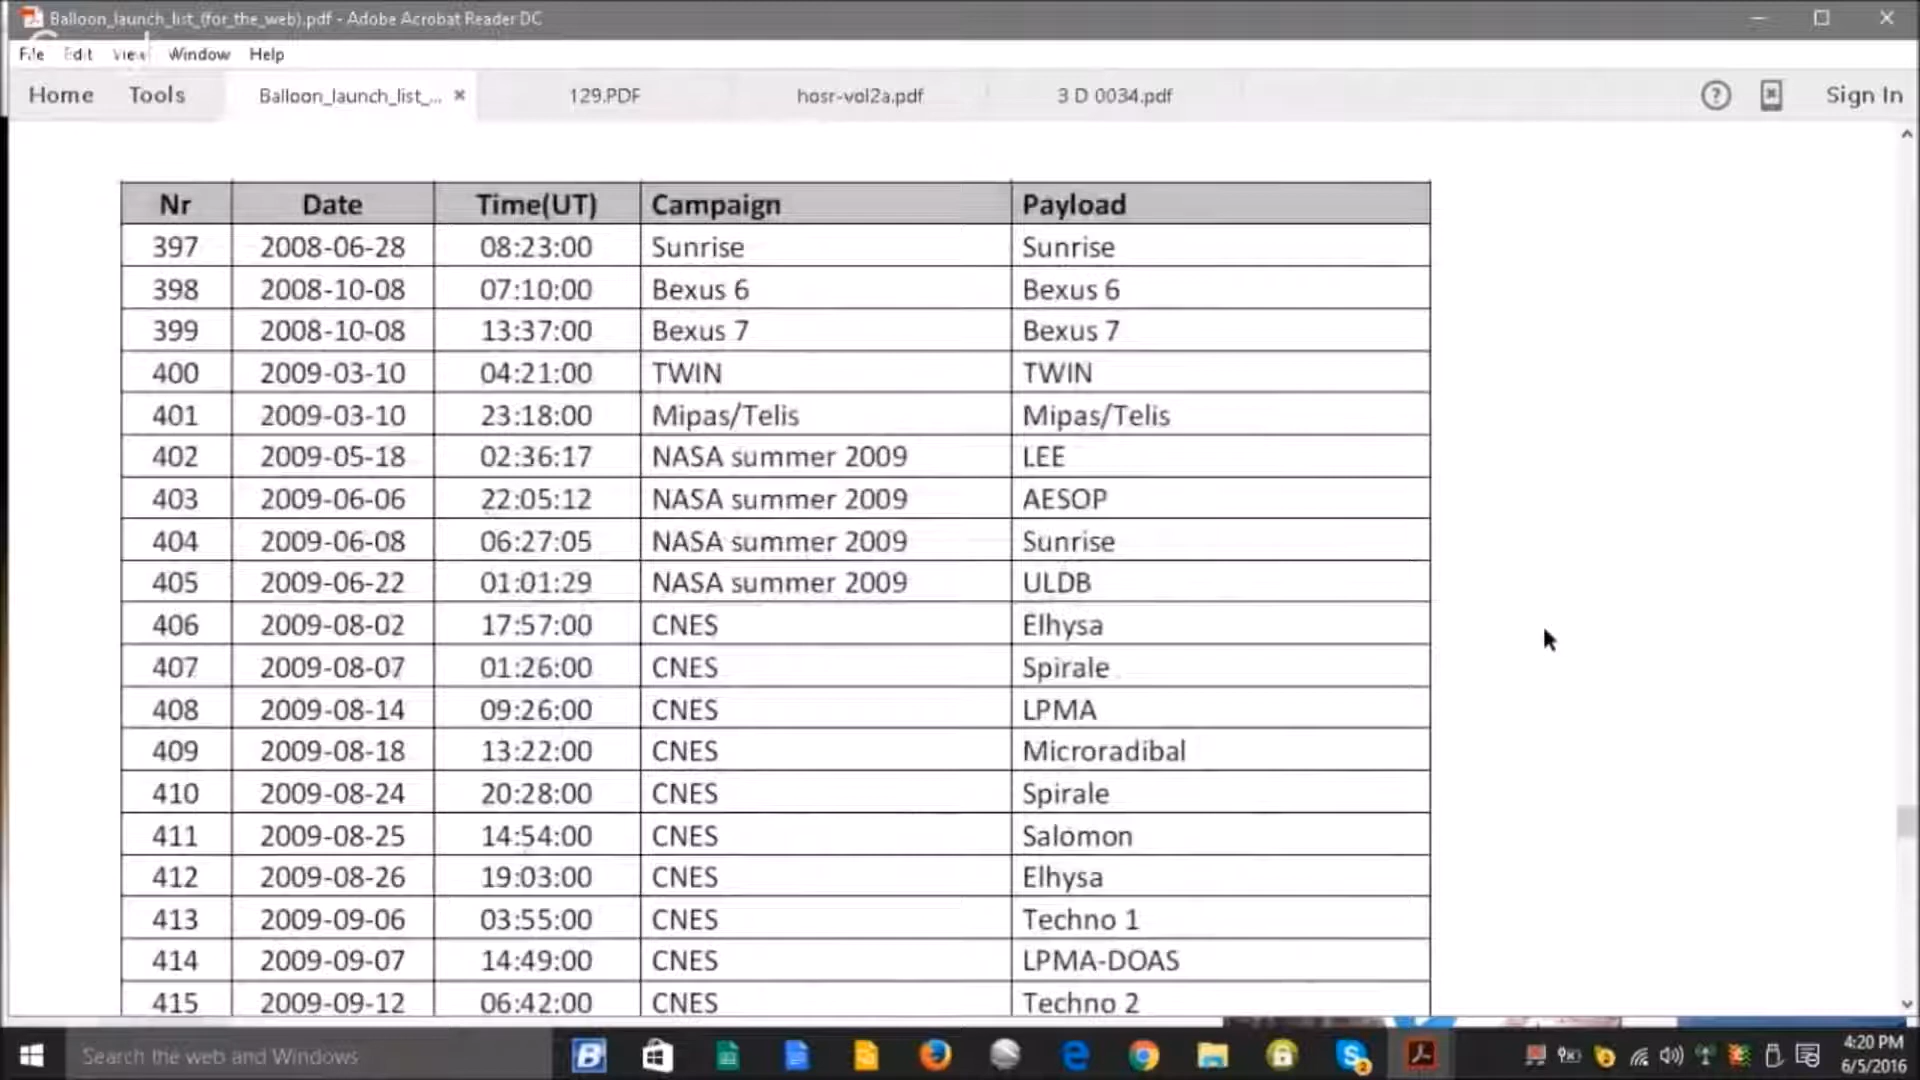 Balloon_launch_list_(for_the_web).pdf - Adobe Acrobat Reader DC
File Edit View Window Help
Home Tools Balloon_launch_list_... 129.PDF hosr-vol2a.pdf 3 D 0034.pdf Sign In
Nr Date Time(UT) Campaign Payload
397 2008-06-28 08:23:00 Sunrise Sunrise
398 2008-10-08 07:10:00 Bexus 6 Bexus 6
399 2008-10-08 13:37:00 Bexus 7 Bexus 7
400 2009-03-10 04:21:00 TWIN TWIN
401 2009-03-10 23:18:00 Mipas/Telis Mipas/Telis
402 2009-05-18 02:36:17 NASA summer 2009 LEE
403 2009-06-06 22:05:12 NASA summer 2009 AESOP
404 2009-06-08 06:27:05 NASA summer 2009 Sunrise
405 2009-06-22 01:01:29 NASA summer 2009 ULDB
406 2009-08-02 17:57:00 CNES Elhysa
407 2009-08-07 01:26:00 CNES Spirale
408 2009-08-14 09:26:00 CNES LPMA
409 2009-08-18 13:22:00 CNES Microradibal
410 2009-08-24 20:28:00 CNES Spirale
411 2009-08-25 14:54:00 CNES Salomon
412 2009-08-26 19:03:00 CNES Elhysa
413 2009-09-06 03:55:00 CNES Techno 1
414 2009-09-07 14:49:00 CNES LPMA-DOAS
415 2009-09-12 06:42:00 CNES Techno 2
Search the web and Windows
4:20 PM
6/5/2016